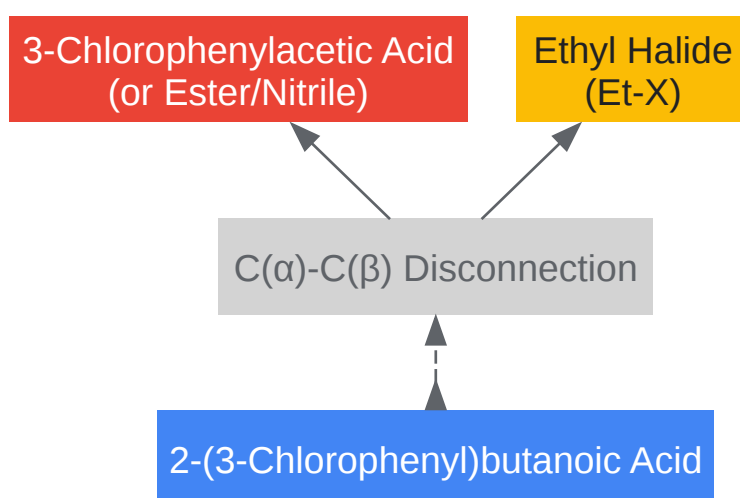 3-Chlorophenylacetic Acid
(or Ester/Nitrile)
Ethyl Halide
(Et-X)
C(α)-C(β) Disconnection
2-(3-Chlorophenyl)butanoic Acid